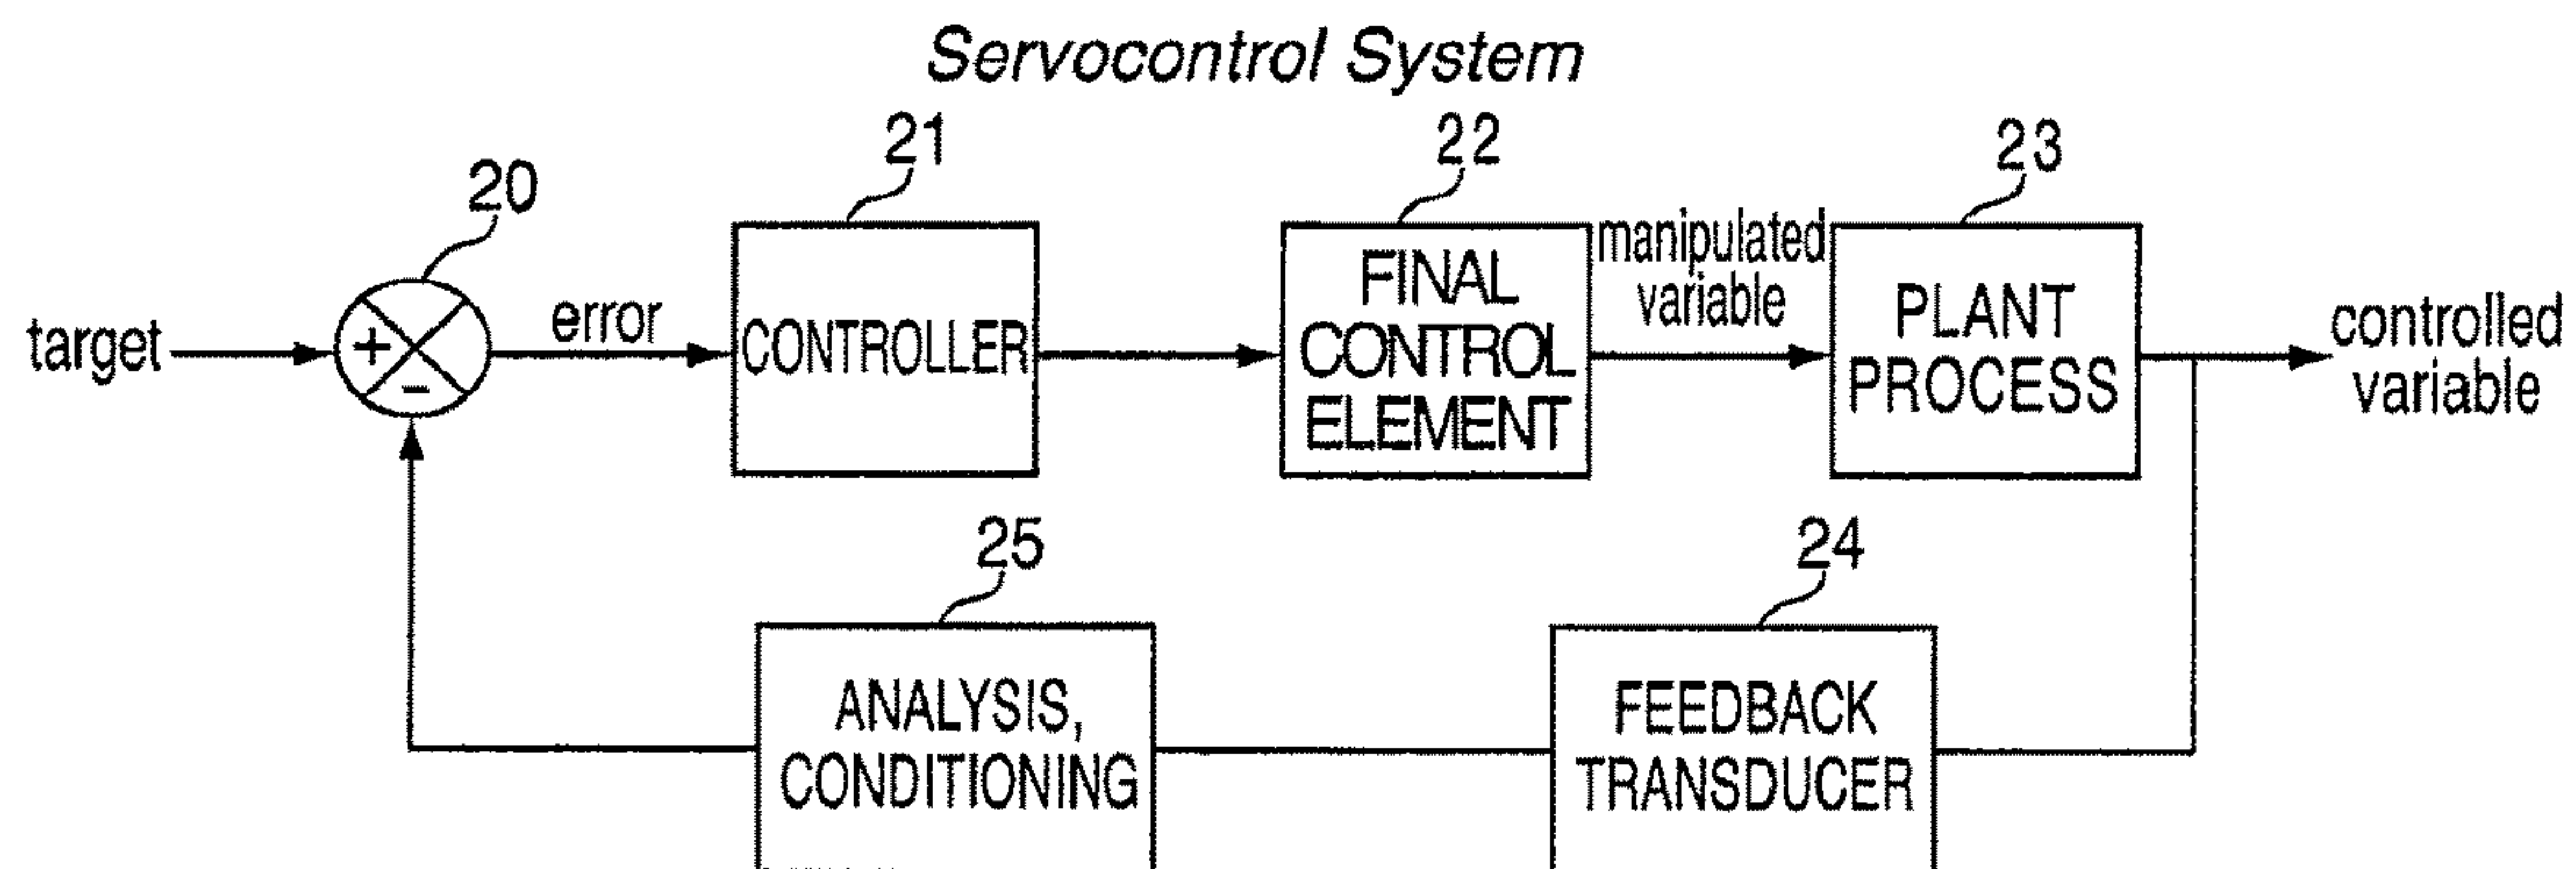 Servocontrol System
20
21
22
23
target
+
-
error
CONTROLLER
FINAL
CONTROL
ELEMENT
manipulated
variable
PLANT
PROCESS
controlled
variable
25
24
ANALYSIS,
CONDITIONING
FEEDBACK
TRANSDUCER